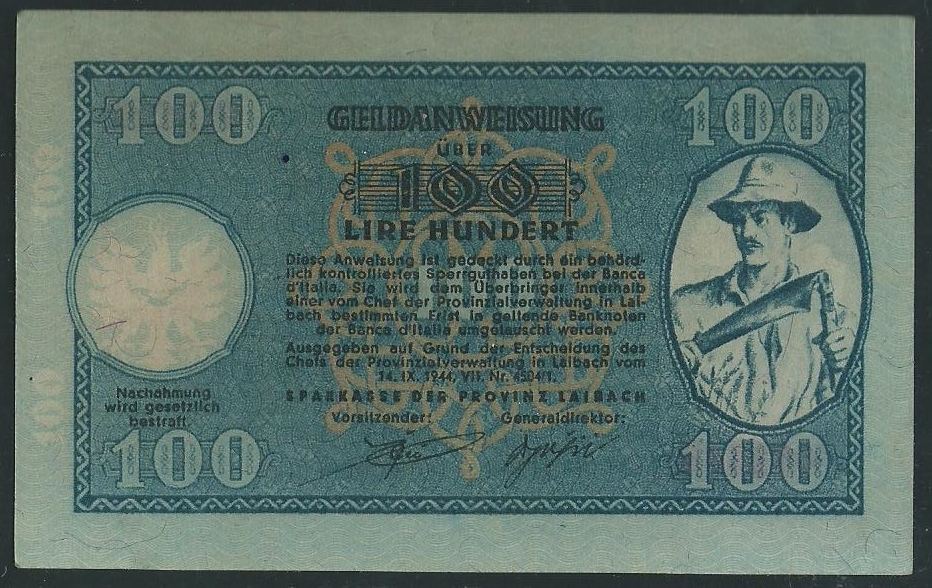 100
100
GELDANWEISUNG
ÜBER
100
LIRE HUNDERT
Diese Anweisung ist gedeckt durch ein behörd-
lich kontrolliertes Sperrguthaben bei der Banca
d'Italia. Sie wird dem Überbringer innerhalb
einer vom Chef der Provinzialverwaltung in Lai-
bach bestimmten Frist in geltende Banknoten
der Banca d'Italia umgetauscht werden.
Ausgegeben auf Grund der Entscheidung des
Chefs der Provinzialverwaltung in Laibach vom
14. IX. 1944, VIII. Nr. 4504/1.
SPARKASSE DER PROVINZ LAIBACH
Vorsitzender: Generaldirektor:
Nachahmung
wird gesetzlich
bestraft
100
100
100
100